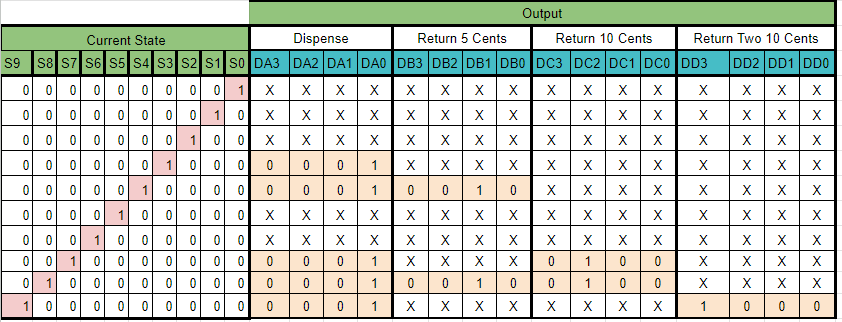 Output
Current State Dispense Return 5 Cents Return 10 Cents Return Two 10 Cents
S9 S8 S7 S6 S5 S4 S3 S2 S1 S0 DA3 DA2 DA1 DA0 DB3 DB2 DB1 DB0 DC3 DC2 DC1 DC0 DD3 DD2 DD1 DD0
0 0 0 0 0 0 0 0 0 1 X X X X X X X X X X X X X X X X
0 0 0 0 0 0 0 0 1 0 X X X X X X X X X X X X X X X X
0 0 0 0 0 0 0 1 0 0 X X X X X X X X X X X X X X X X
0 0 0 0 0 0 1 0 0 0 0 0 0 1 X X X X X X X X X X X X
0 0 0 0 0 1 0 0 0 0 0 0 0 1 0 0 1 0 X X X X X X X X
0 0 0 0 1 0 0 0 0 0 X X X X X X X X X X X X X X X X
0 0 0 1 0 0 0 0 0 0 X X X X X X X X X X X X X X X X
0 0 1 0 0 0 0 0 0 0 0 0 0 1 X X X X 0 1 0 0 X X X X
0 1 0 0 0 0 0 0 0 0 0 0 0 1 0 0 1 0 0 1 0 0 X X X X
1 0 0 0 0 0 0 0 0 0 0 0 0 1 X X X X X X X X 1 0 0 0